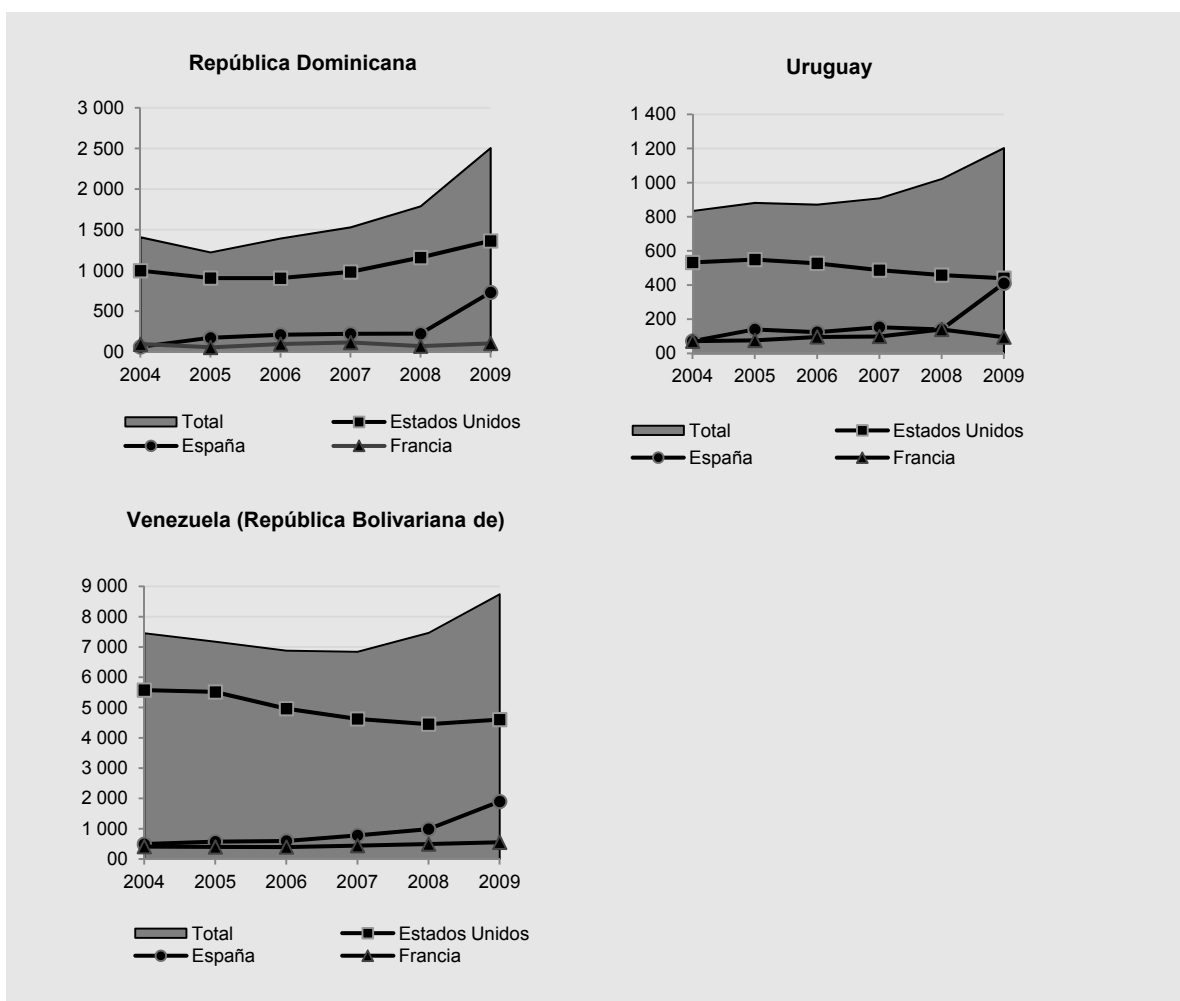 República Dominicana
3 000
2 500
2 000
1 500
1 000
500
00
2004 2005 2006 2007 2008 2009
Total Estados Unidos
España Francia
Uruguay
1 400
1 200
1 000
800
600
400
200
00
2004 2005 2006 2007 2008 2009
Total Estados Unidos
España Francia
Venezuela (República Bolivariana de)
9 000
8 000
7 000
6 000
5 000
4 000
3 000
2 000
1 000
00
2004 2005 2006 2007 2008 2009
Total Estados Unidos
España Francia